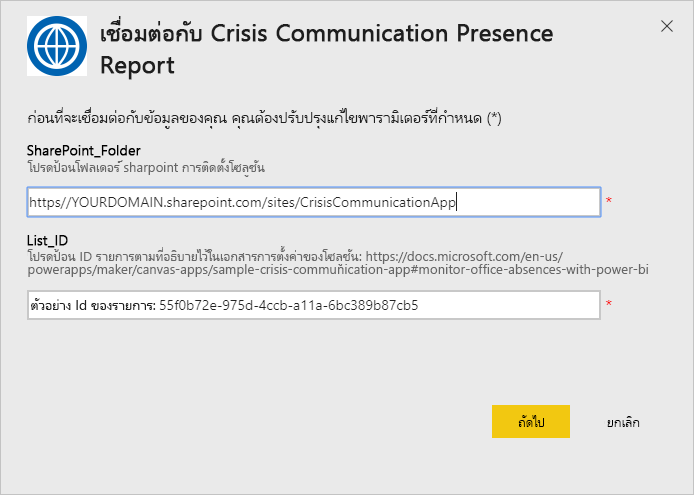 เชื่อมต่อกับ Crisis Communication Presence
Report
ก่อนที่จะเชื่อมต่อกับข้อมูลของคุณ คุณต้องปรับปรุงแก้ไขพารามิเตอร์ที่กำหนด (*)
SharePoint_Folder
โปรดป้อนโฟลเดอร์ sharpoint การติดตั้งโซลูชัน
https//YOURDOMAIN.sharepoint.com/sites/CrisisCommunicationApp *
List_ID
โปรดป้อน ID รายการตามที่อธิบายไว้ในเอกสารการตั้งค่าของโซลูชัน: https://docs.microsoft.com/en-us/
powerapps/maker/canvas-apps/sample-crisis-communication-app#monitor-office-absences-with-power-bi
ตัวอย่าง Id ของรายการ: 55f0b72e-975d-4ccb-a11a-6bc389b87cb5 *
ถัดไป ยกเลิก